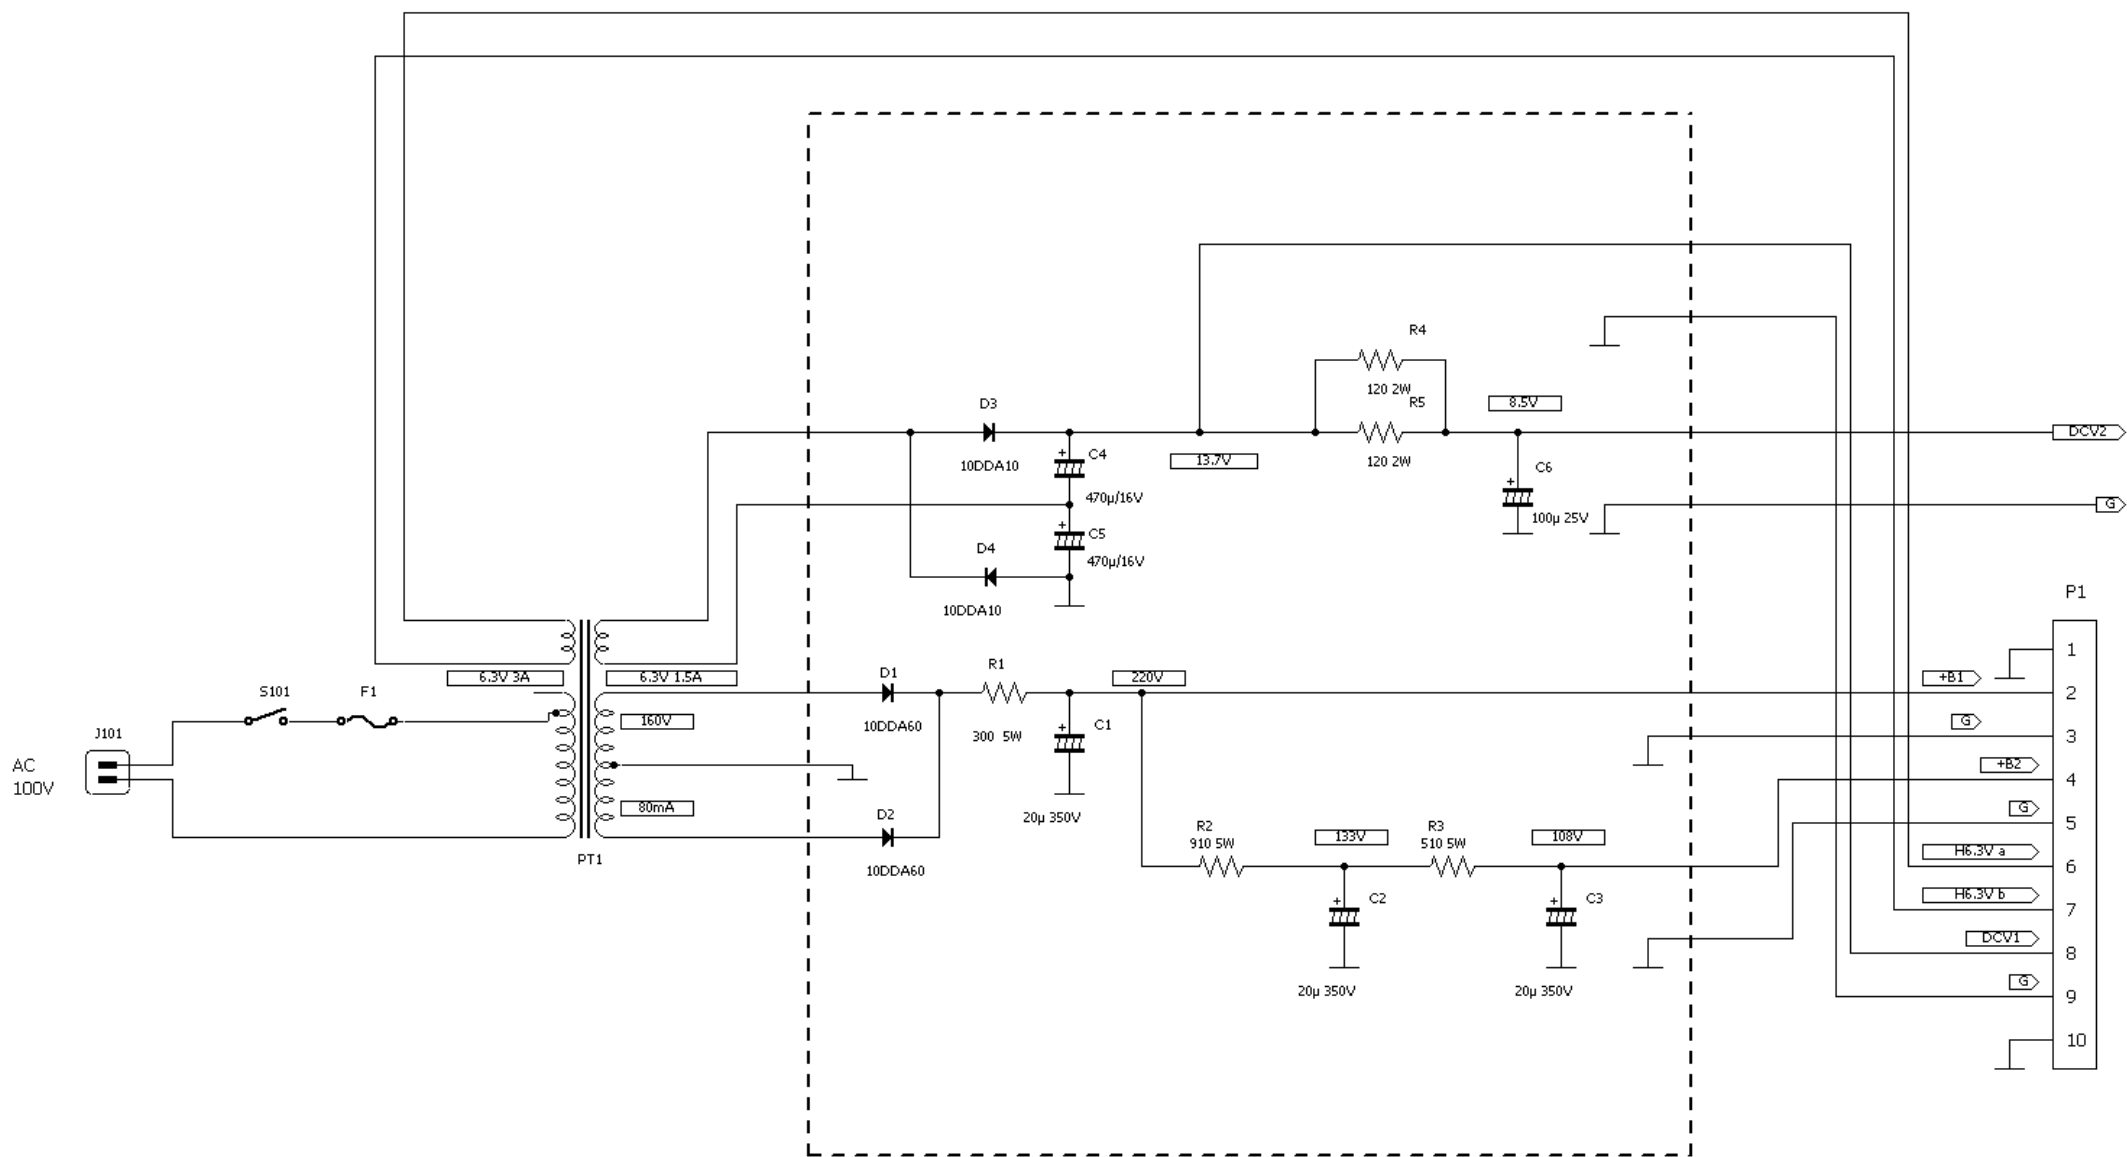 R4
120 2W
R5
120 2W
8.5V
DCV2
D3
10DDA10
C4
470μ/16V
13.7V
C6
100μ 25V
G
D4
10DDA10
C5
470μ/16V
P1
1
2
3
4
5
6
7
8
9
10
6.3V 3A
6.3V 1.5A
S101
F1
J101
AC
100V
160V
80mA
PT1
D1
10DDA60
D2
10DDA60
R1
300 5W
C1
20μ 350V
220V
R2
910 5W
133V
R3
510 5W
108V
C2
20μ 350V
C3
20μ 350V
+B1
G
+B2
G
H6.3V a
H6.3V b
DCV1
G